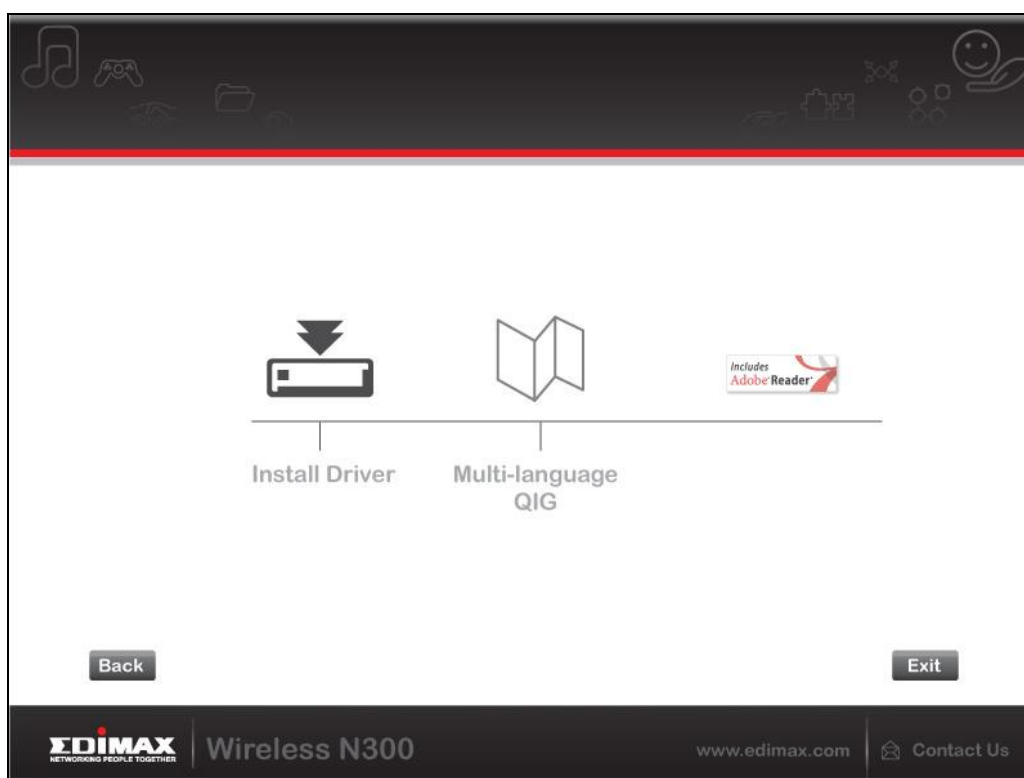 Includes
Adobe Reader
Install Driver
Multi-language
QIG
Back
Exit
EDIMAX
NETWORKING PEOPLE TOGETHER
Wireless N300
www.edimax.com
Contact Us